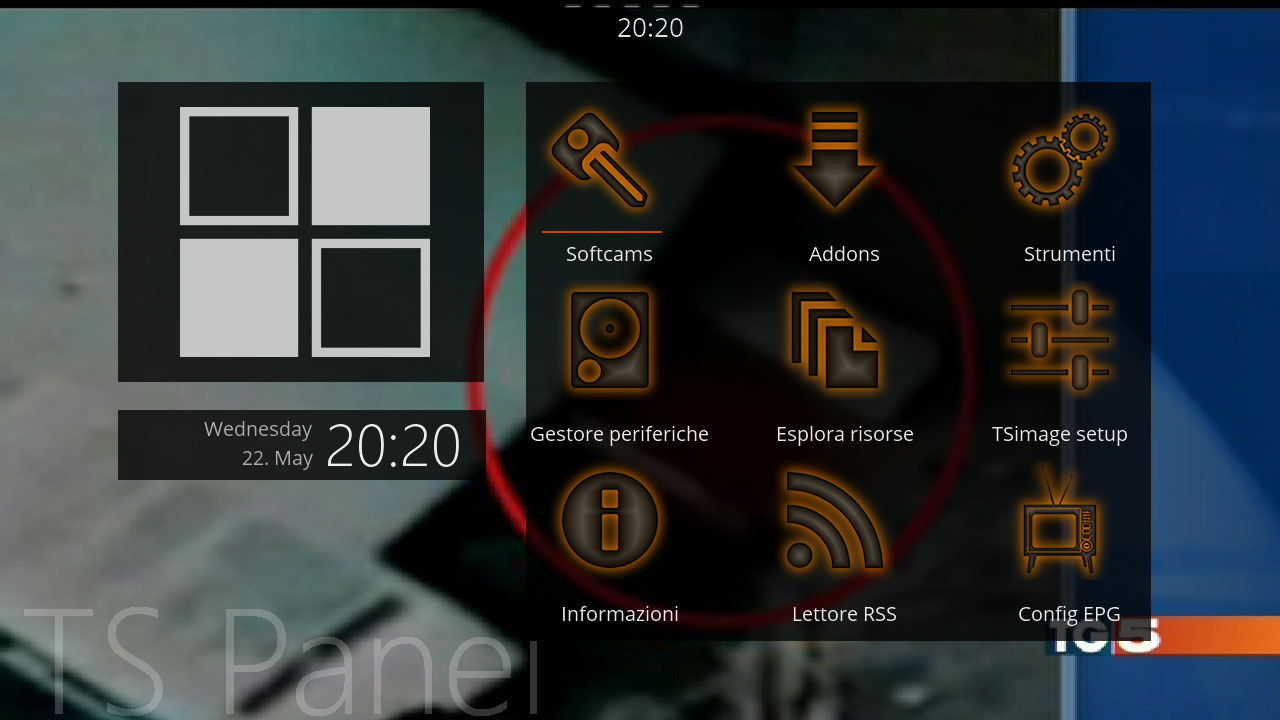 20:20
Softcams
Addons
Strumenti
Gestore periferiche
Esplora risorse
TSimage setup
Wednesday
22. May
20:20
Informazioni
Lettore RSS
Config EPG
TG5
TS Panel